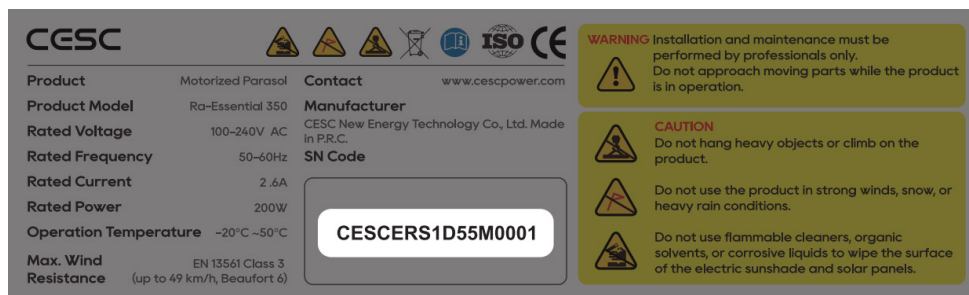 CESC
ISO CE
Product Motorized Parasol
Product Model Ra-Essential 350
Rated Voltage 100-240V AC
Rated Frequency 50-60Hz
Rated Current 2.6A
Rated Power 200W
Operation Temperature -20°C ~50°C
Max. Wind Resistance EN 13561 Class 3
(up to 49 km/h, Beaufort 6)
Contact www.cescpower.com
Manufacturer
CESC New Energy Technology Co., Ltd. Made
in P.R.C.
SN Code
CESCERS1D55M0001
WARNING Installation and maintenance must be
performed by professionals only.
Do not approach moving parts while the product
is in operation.
CAUTION
Do not hang heavy objects or climb on the
product.
Do not use the product in strong winds, snow, or
heavy rain conditions.
Do not use flammable cleaners, organic
solvents, or corrosive liquids to wipe the surface
of the electric sunshade and solar panels.